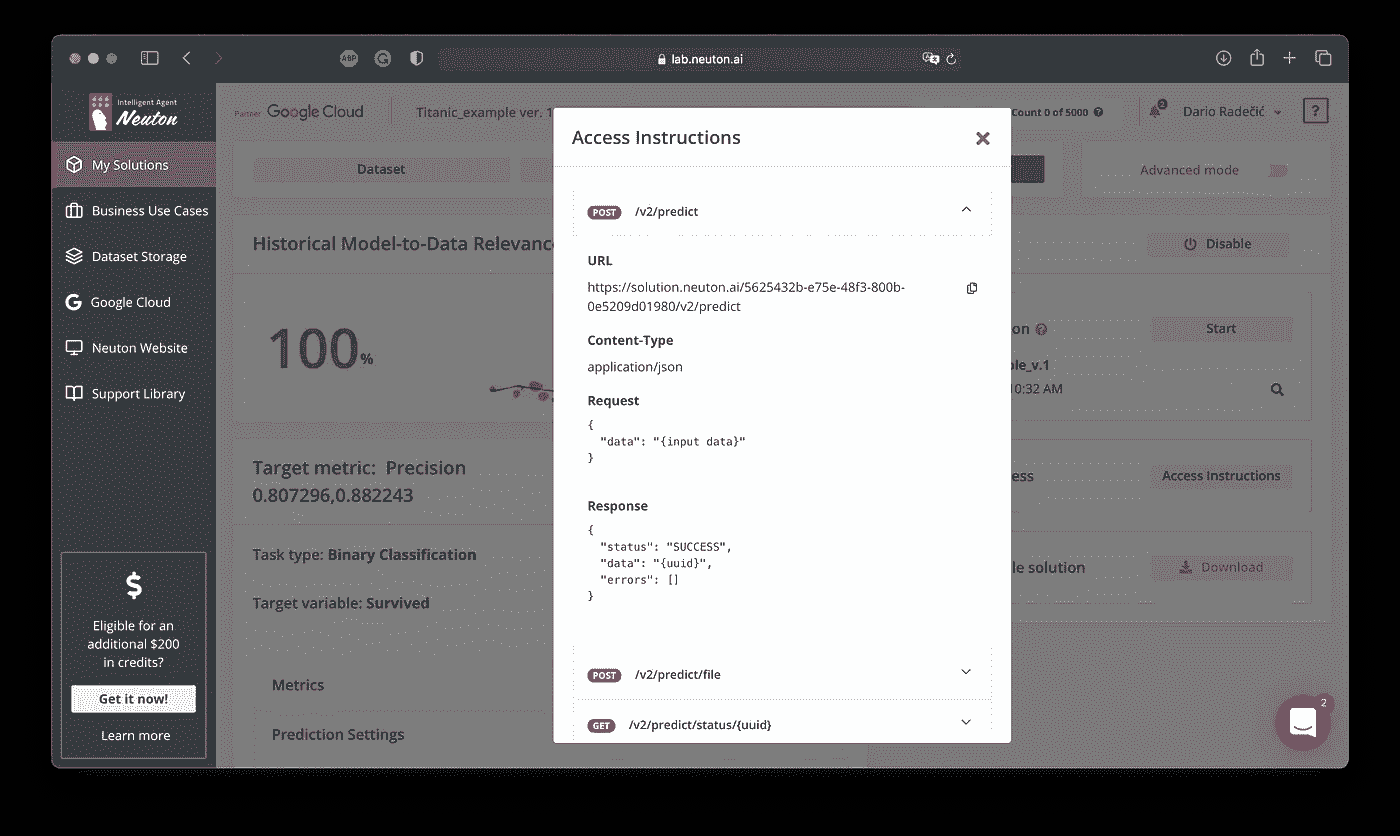 ABP
lab.neuton.ai
Intelligent Agent
Neuton
Partner Google Cloud
Titanic_example ver. 1
Count 0 of 5000 ?
2
Dario Radečić
?
My Solutions
Business Use Cases
Dataset Storage
Google Cloud
Neuton Website
Support Library
$
Eligible for an
additional $200
in credits?
Get it now!
Learn more
Dataset
Advanced mode
Historical Model-to-Data Relevanc
Disable
100%
on ?
Start
ple_v.1
10:32 AM
Target metric: Precision
0.807296,0.882243
ess
Access Instructions
Task type: Binary Classification
le solution
Download
Target variable: Survived
Metrics
Prediction Settings
Access Instructions
POST /v2/predict
URL
https://solution.neuton.ai/5625432b-e75e-48f3-800b-
0e5209d01980/v2/predict
Content-Type
application/json
Request
{
"data": "{input data}"
}
Response
{
"status": "SUCCESS",
"data": "{uuid}",
"errors": []
}
POST /v2/predict/file
GET /v2/predict/status/{uuid}
2